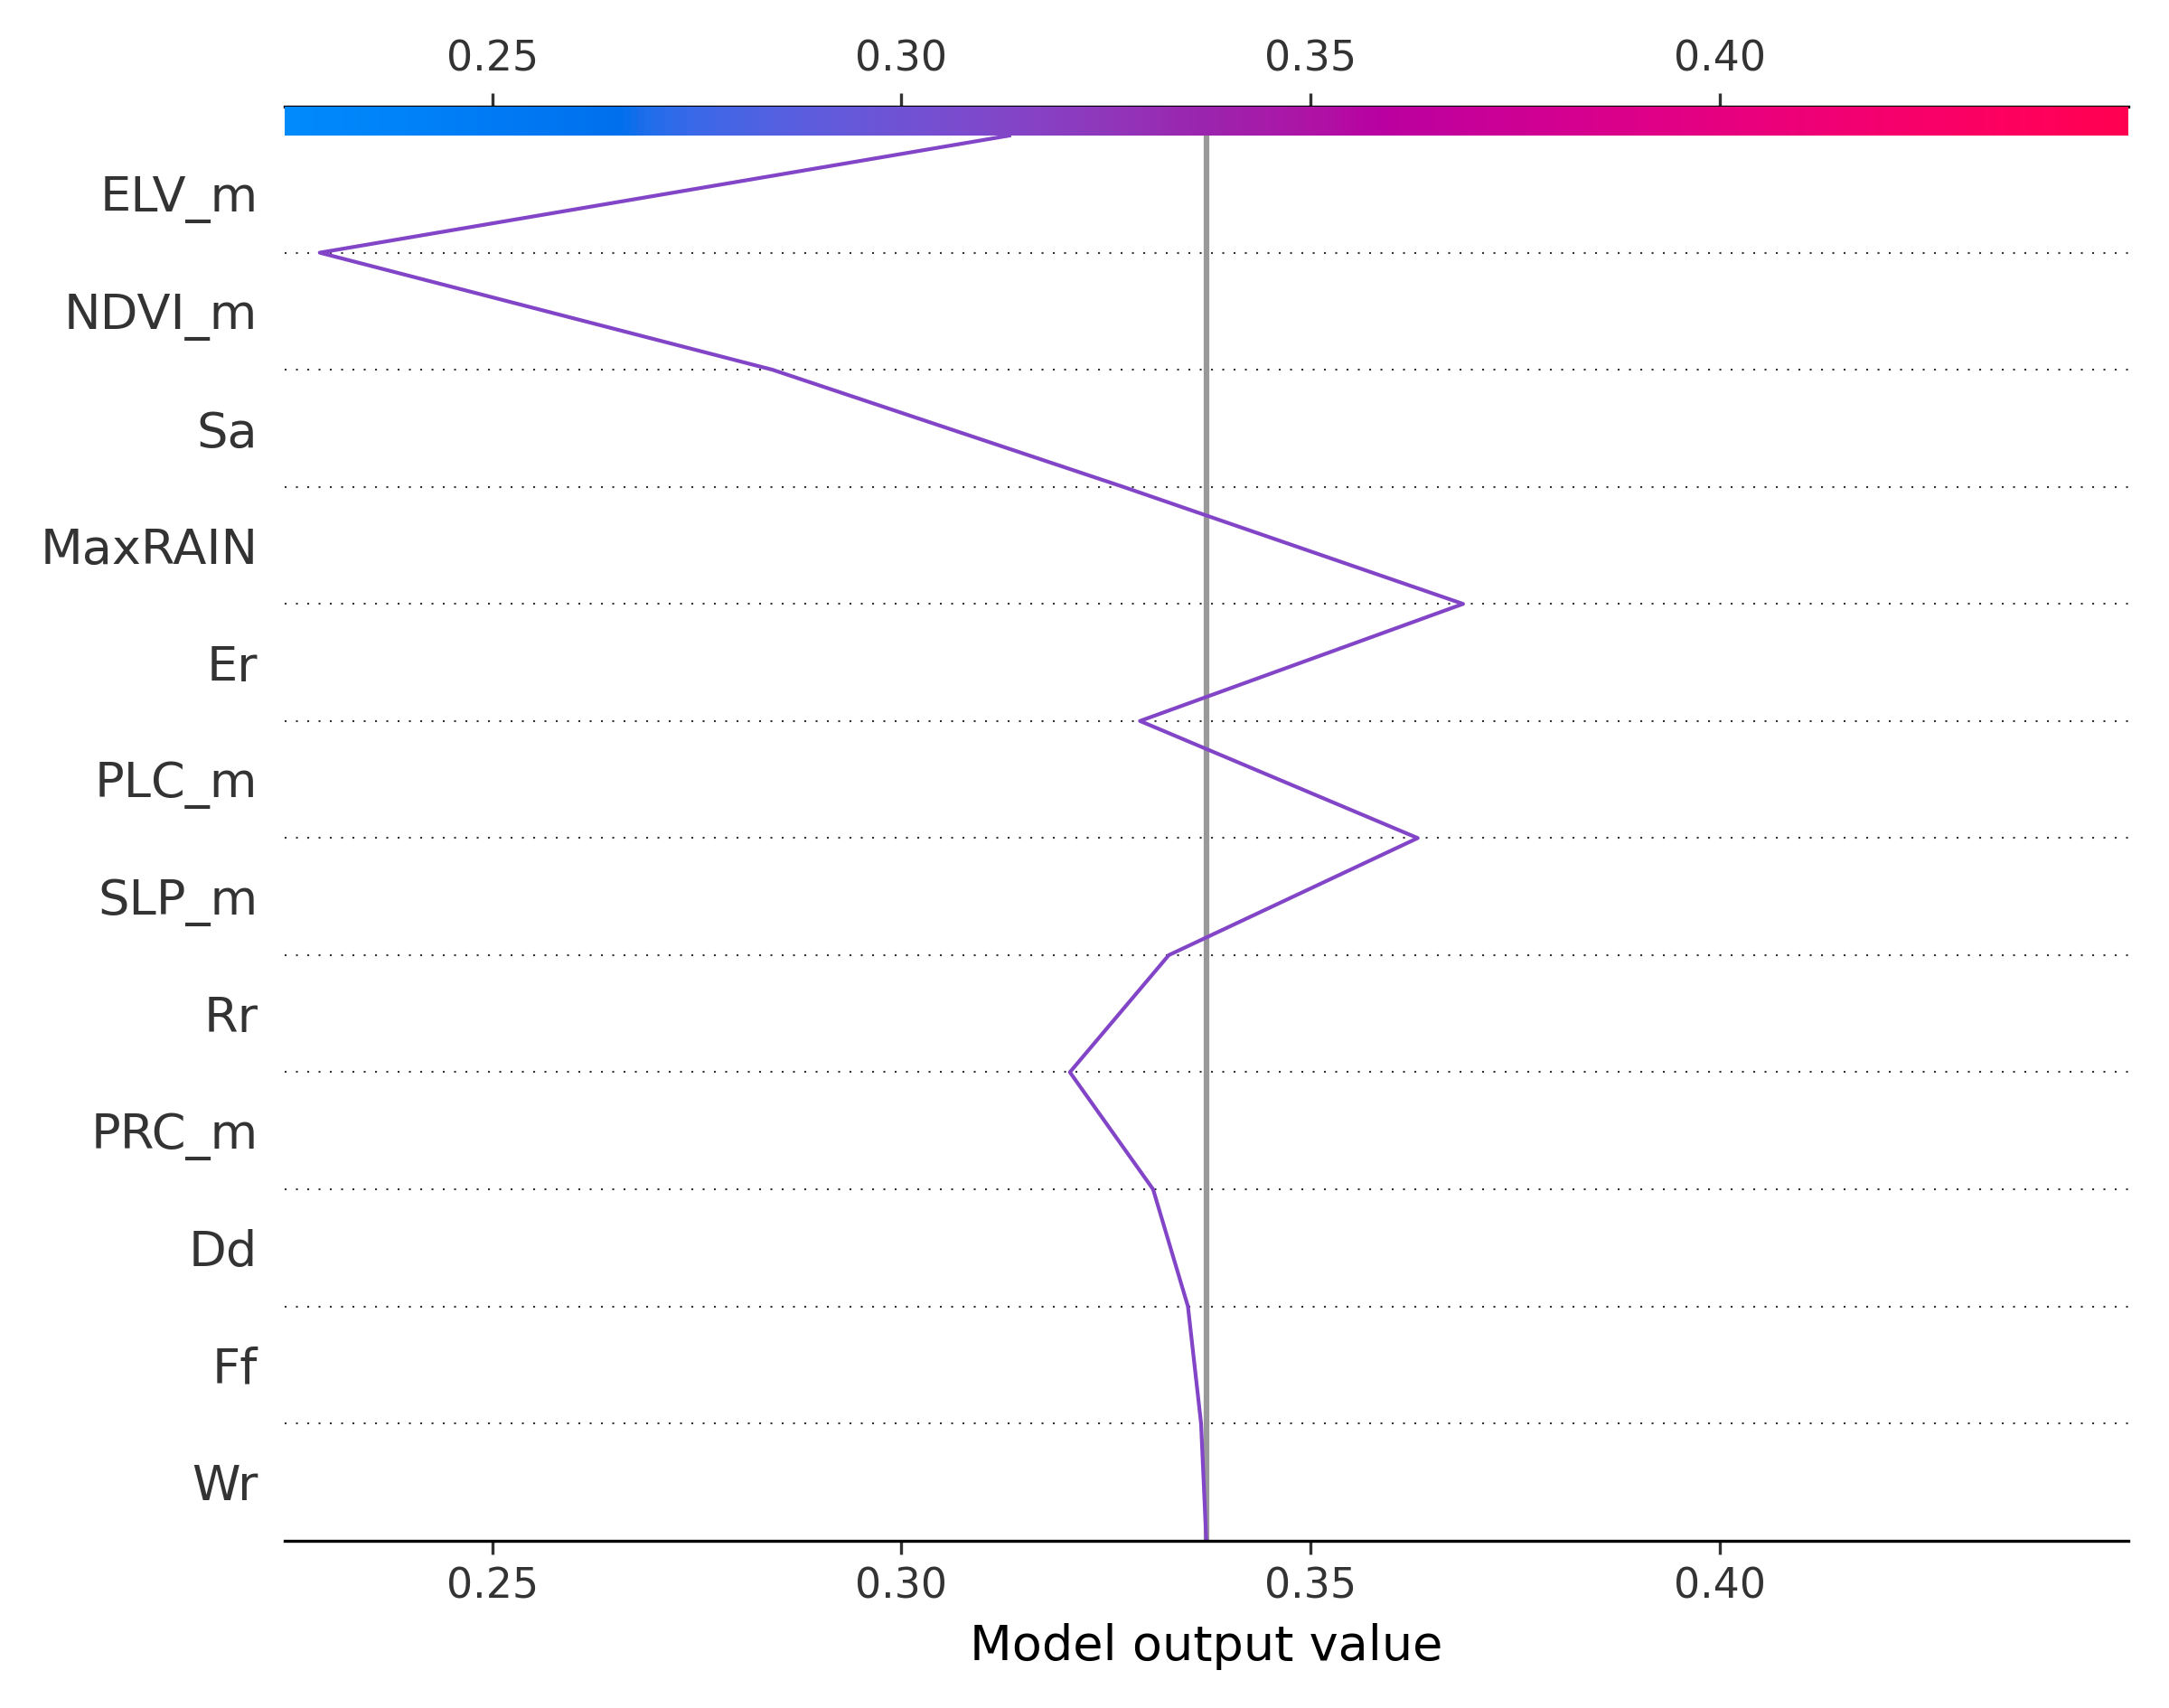 0.25 0.30 0.35 0.40
ELV_m
NDVI_m
Sa
MaxRAIN
Er
PLC_m
SLP_m
Rr
PRC_m
Dd
Ff
Wr
0.25 0.30 0.35 0.40
Model output value